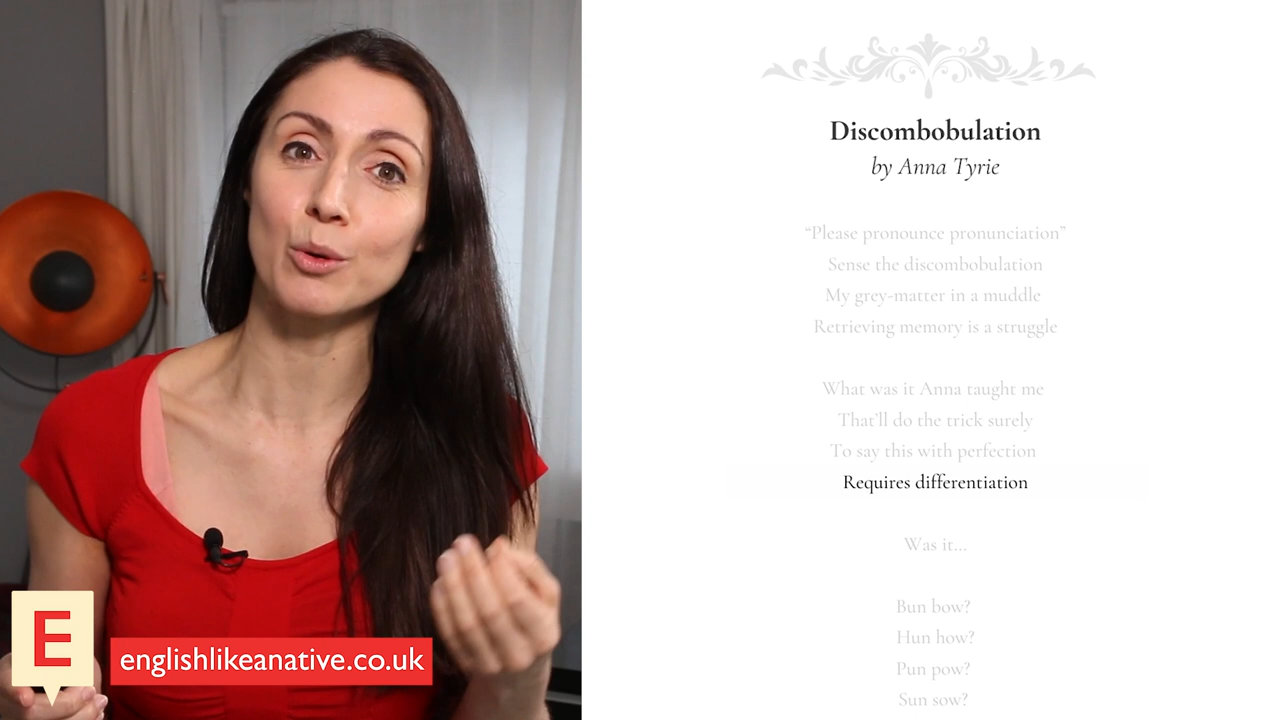 Discombobulation
by Anna Tyrie
“Please pronounce pronunciation”
Sense the discombobulation
My grey-matter in a muddle
Retrieving memory is a struggle
What was it Anna taught me
That'll do the trick surely
To say this with perfection
Requires differentiation
Was it...
Bun bow?
Hun how?
Pun pow?
Sun sow?
E
englishlikeanative.co.uk